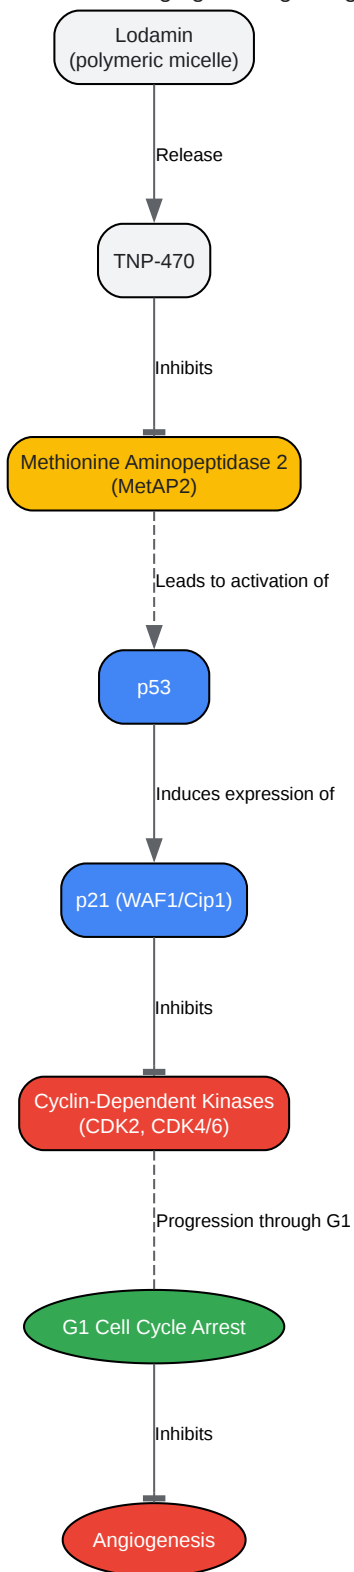 Lodamin
(polymeric micelle)
Release
TNP-470
Inhibits
Methionine Aminopeptidase 2
(MetAP2)
Leads to activation of
p53
Induces expression of
p21 (WAF1/Cip1)
Inhibits
Cyclin-Dependent Kinases
(CDK2, CDK4/6)
Progression through G1
G1 Cell Cycle Arrest
Inhibits
Angiogenesis